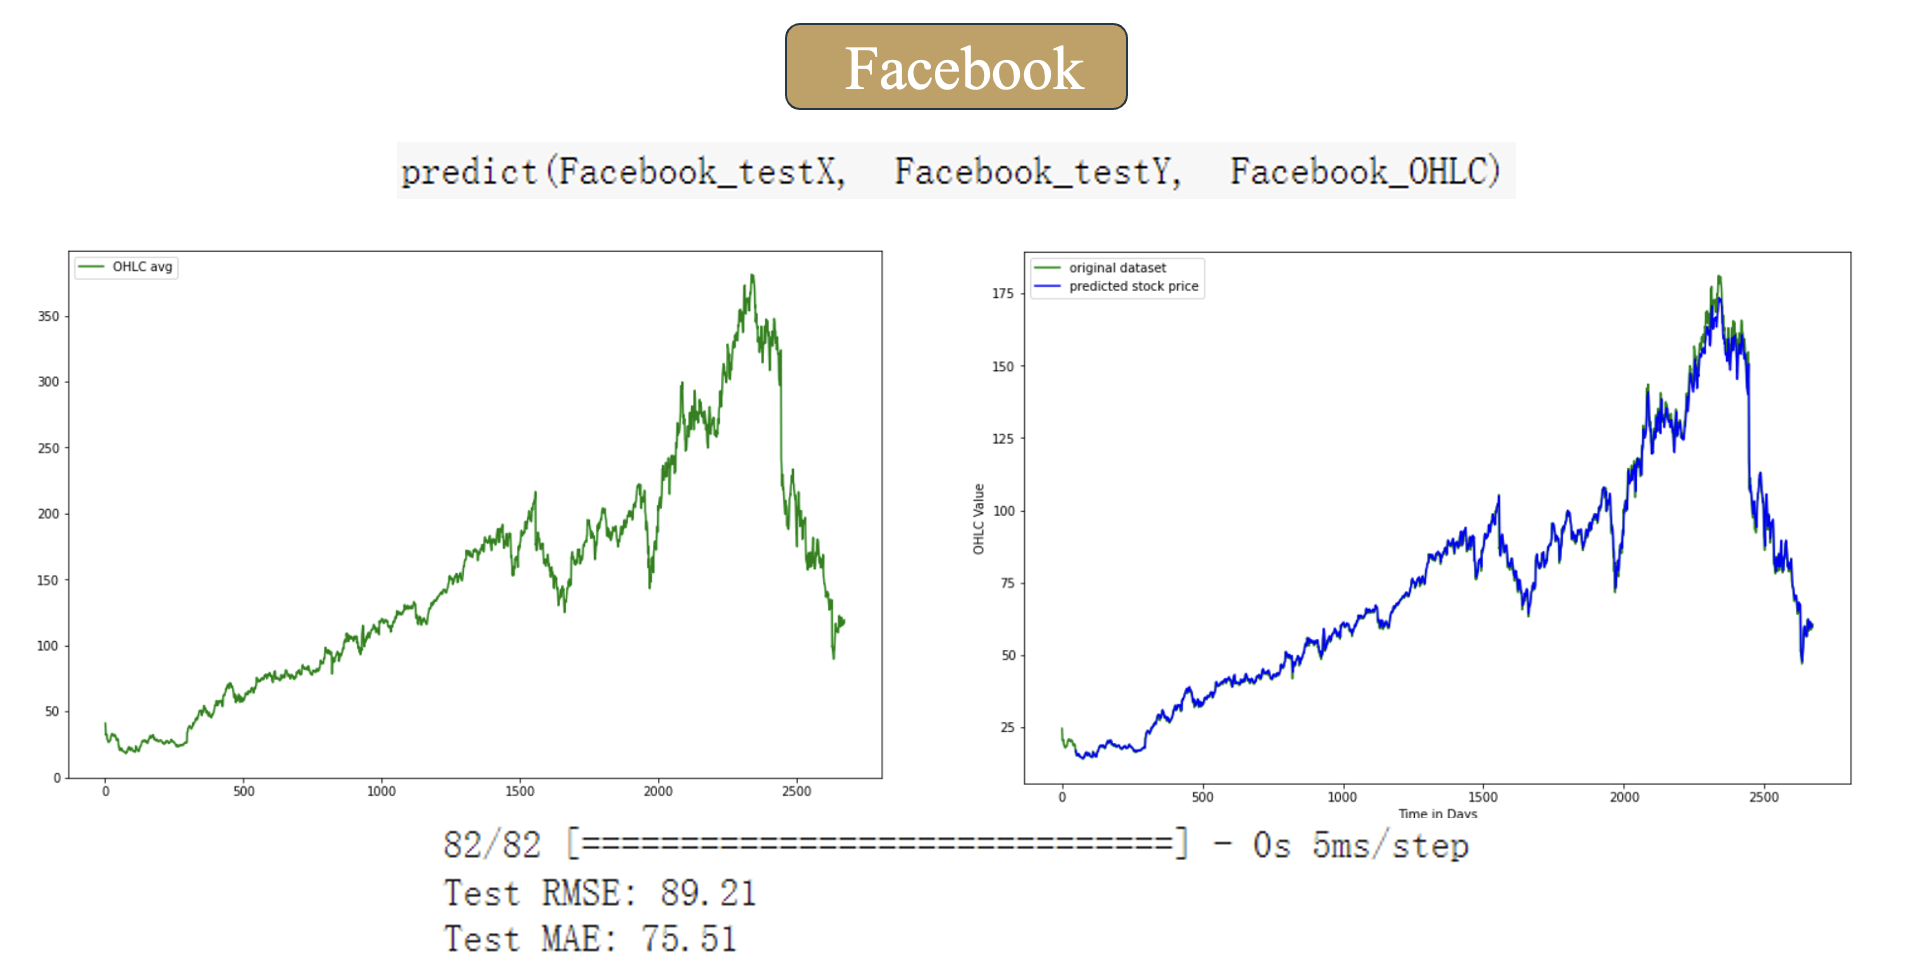 Facebook
predict(Facebook_testX, Facebook_testY, Facebook_OHLC)
OHLC avg
350
300
250
200
150
100
50
0
0 500 1000 1500 2000 2500
original dataset
predicted stock price
175
150
125
100
75
50
25
OHLC Value
0 500 1000 1500 2000 2500
Time in Days
82/82 [==============================] - 0s 5ms/step
Test RMSE: 89.21
Test MAE: 75.51